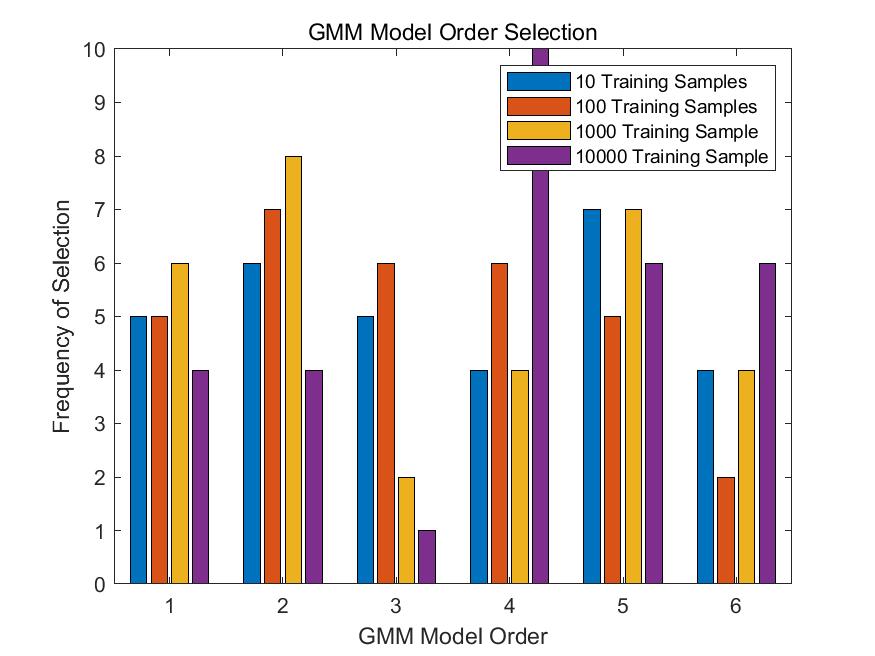 GMM Model Order Selection
10
9
8
7
6
5
4
3
2
1
0
Frequency of Selection
10 Training Samples
100 Training Samples
1000 Training Sample
10000 Training Sample
1 2 3 4 5 6
GMM Model Order